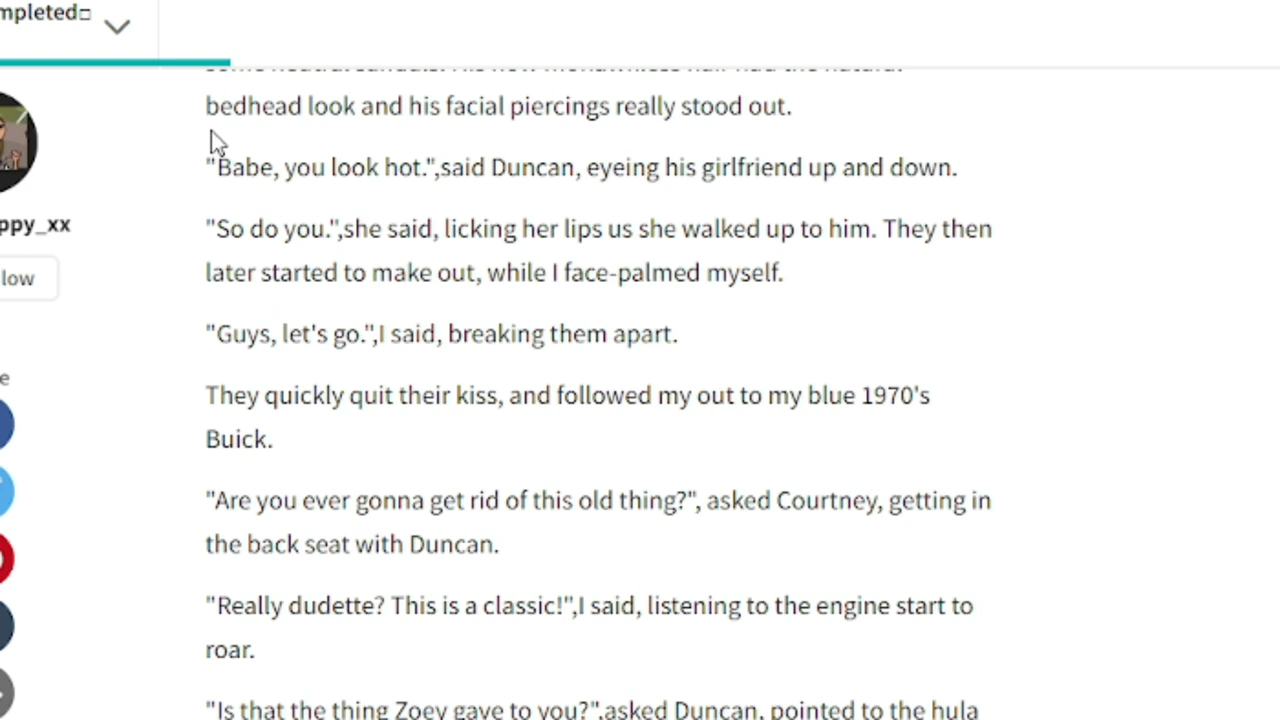 mpleted□
bedhead look and his facial piercings really stood out.
"Babe, you look hot.",said Duncan, eyeing his girlfriend up and down.
ppy_xx
"So do you.",she said, licking her lips us she walked up to him. They then
low
later started to make out, while I face-palmed myself.
"Guys, let's go.",I said, breaking them apart.
e
They quickly quit their kiss, and followed my out to my blue 1970's
Buick.
"Are you ever gonna get rid of this old thing?", asked Courtney, getting in
the back seat with Duncan.
"Really dudette? This is a classic!",I said, listening to the engine start to
roar.
"Is that the thing Zoey gave to you?",asked Duncan, pointed to the hula